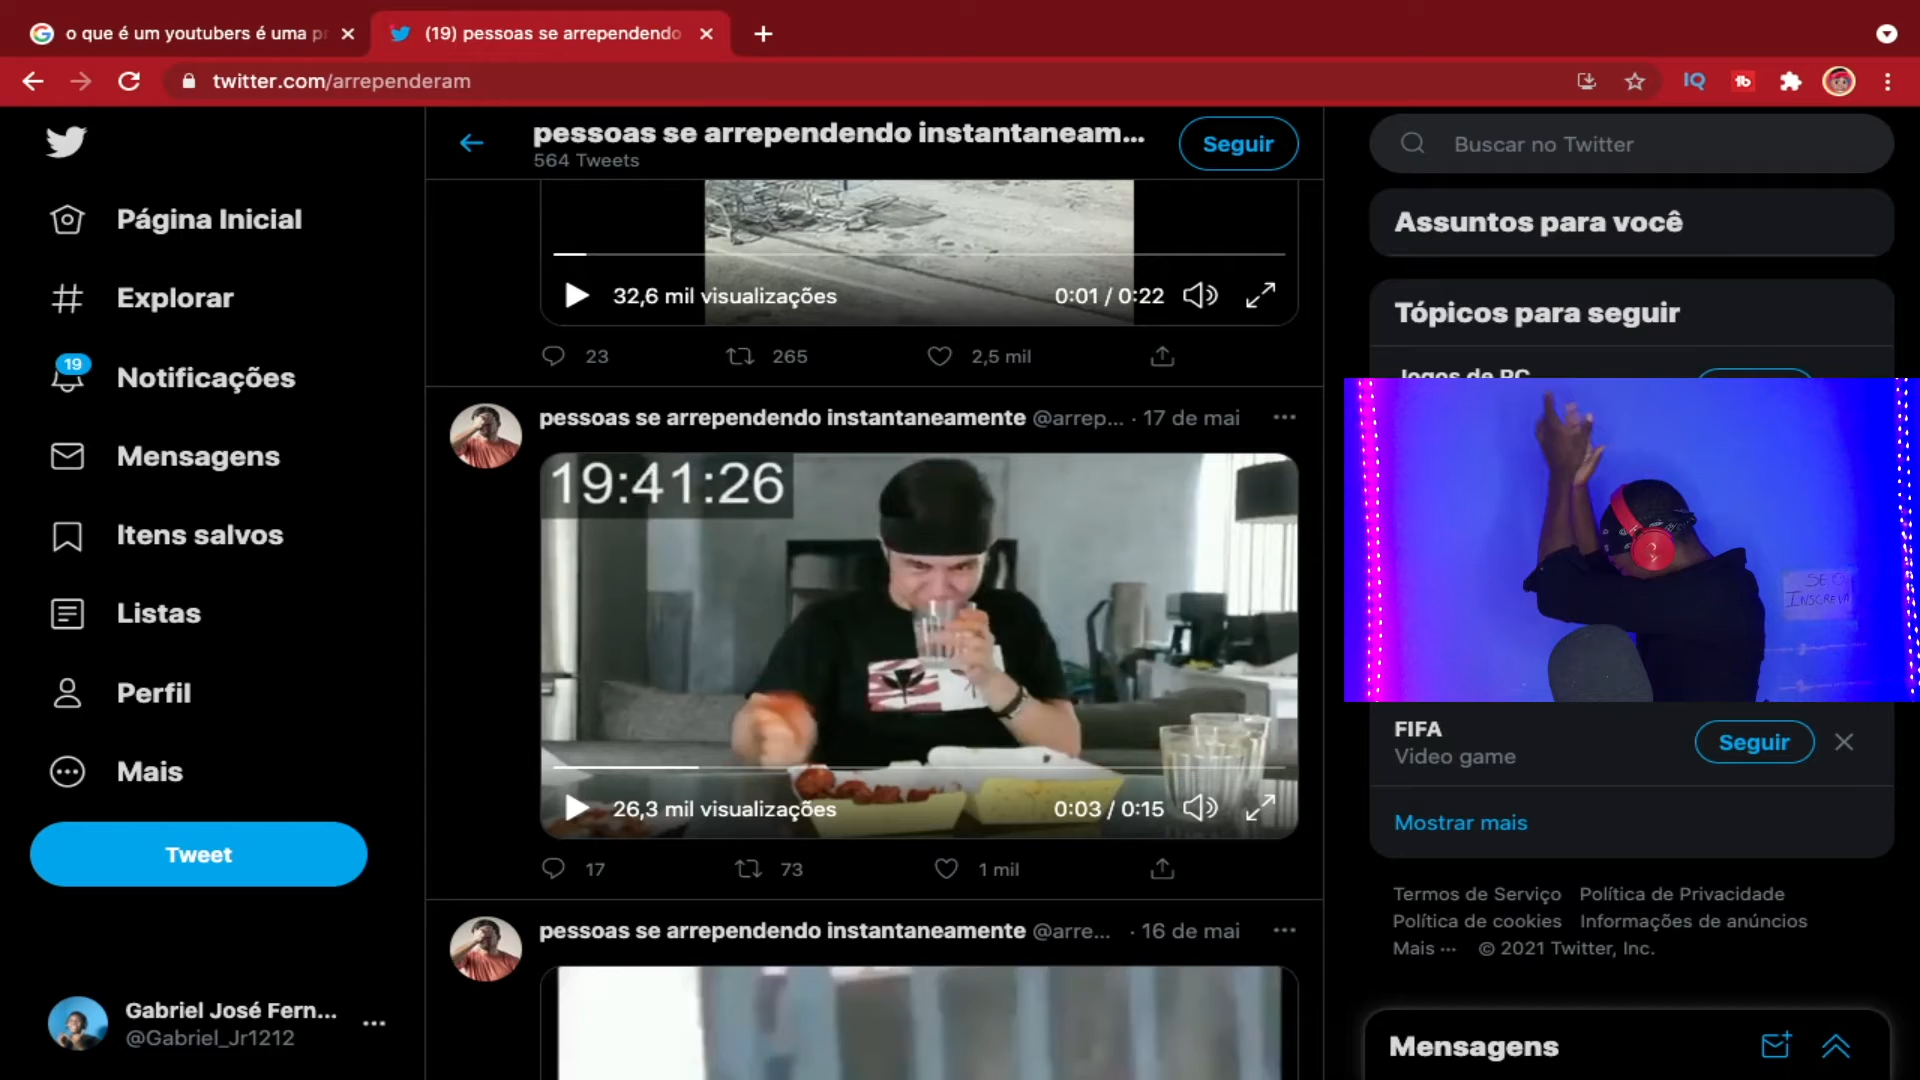 o que é um youtubers é uma pr
(19) pessoas se arrependendo
twitter.com/arrependeram
IQ
tb
Página Inicial
Explorar
19
Notificações
Mensagens
Itens salvos
Listas
Perfil
Mais
Tweet
Gabriel José Fern...
@Gabriel_Jr1212
pessoas se arrependendo instantaneam...
564 Tweets
Seguir
32,6 mil visualizações
0:01 / 0:22
23
265
2,5 mil
pessoas se arrependendo instantaneamente @arrep... · 17 de mai
19:41:26
26,3 mil visualizações
0:03 / 0:15
17
73
1 mil
pessoas se arrependendo instantaneamente @arre... · 16 de mai
Buscar no Twitter
Assuntos para você
Tópicos para seguir
Jogos de PC
SE
INSCREVA
FIFA
Video game
Seguir
Mostrar mais
Termos de Serviço Política de Privacidade
Política de cookies Informações de anúncios
Mais ··· © 2021 Twitter, Inc.
Mensagens